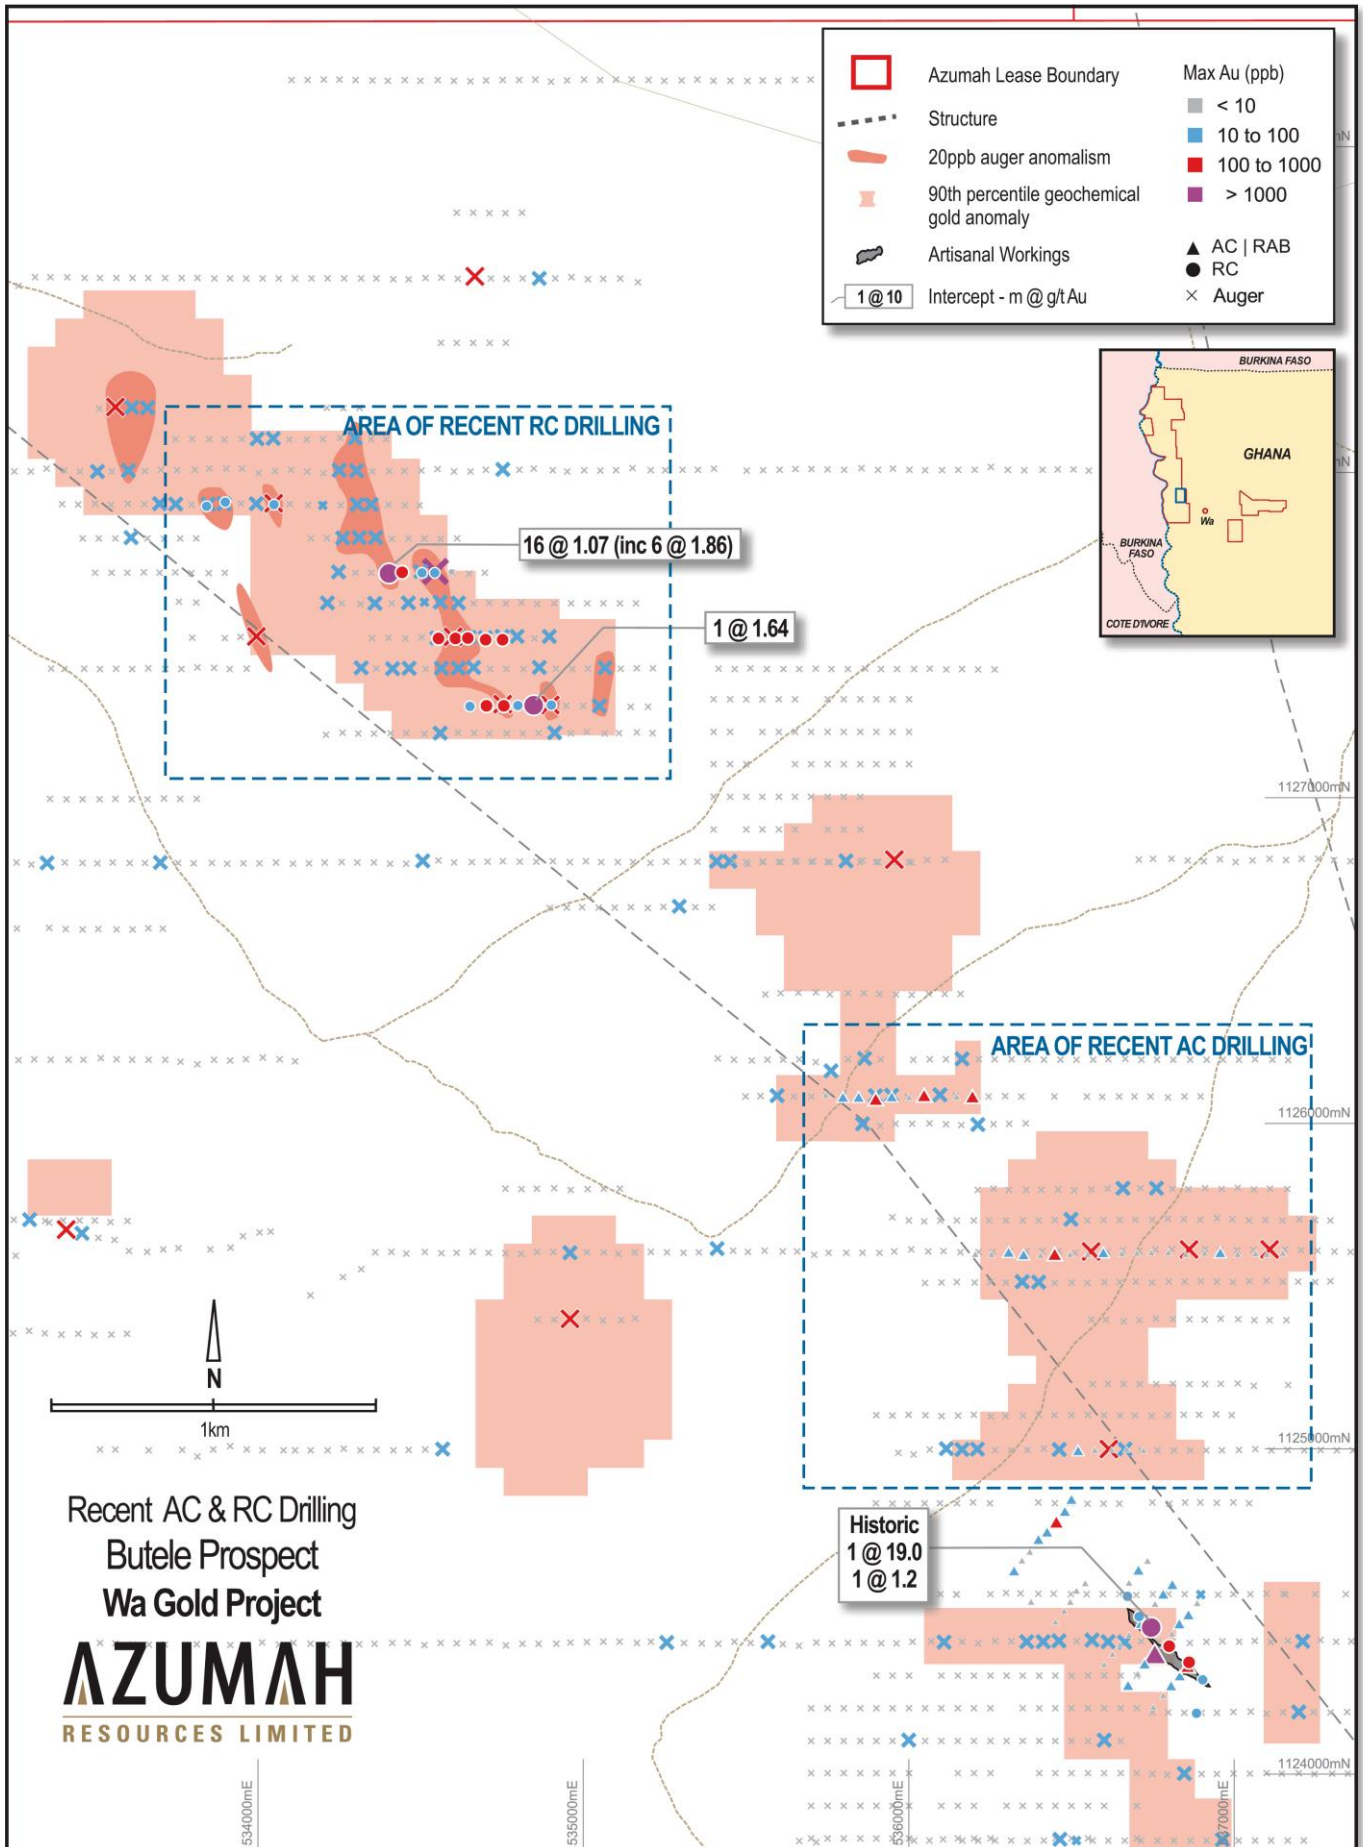 Azumah Lease Boundary
Structure
20ppb auger anomalism
90th percentile geochemical
gold anomaly
Artisanal Workings
1 @ 10
Intercept - m @ g/t Au
Max Au (ppb)
< 10
10 to 100
100 to 1000
> 1000
AC | RAB
RC
Auger
BURKINA FASO
GHANA
Wa
BURKINA
FASO
COTE D'IVORE
AREA OF RECENT RC DRILLING
16 @ 1.07 (inc 6 @ 1.86)
1 @ 1.64
1127000mN
AREA OF RECENT AC DRILLING
1126000mN
N
1km
1125000mN
Recent AC & RC Drilling
Butele Prospect
Wa Gold Project
AZUMAH
RESOURCES LIMITED
Historic
1 @ 19.0
1 @ 1.2
1124000mN
534000mE
535000mE
536000mE